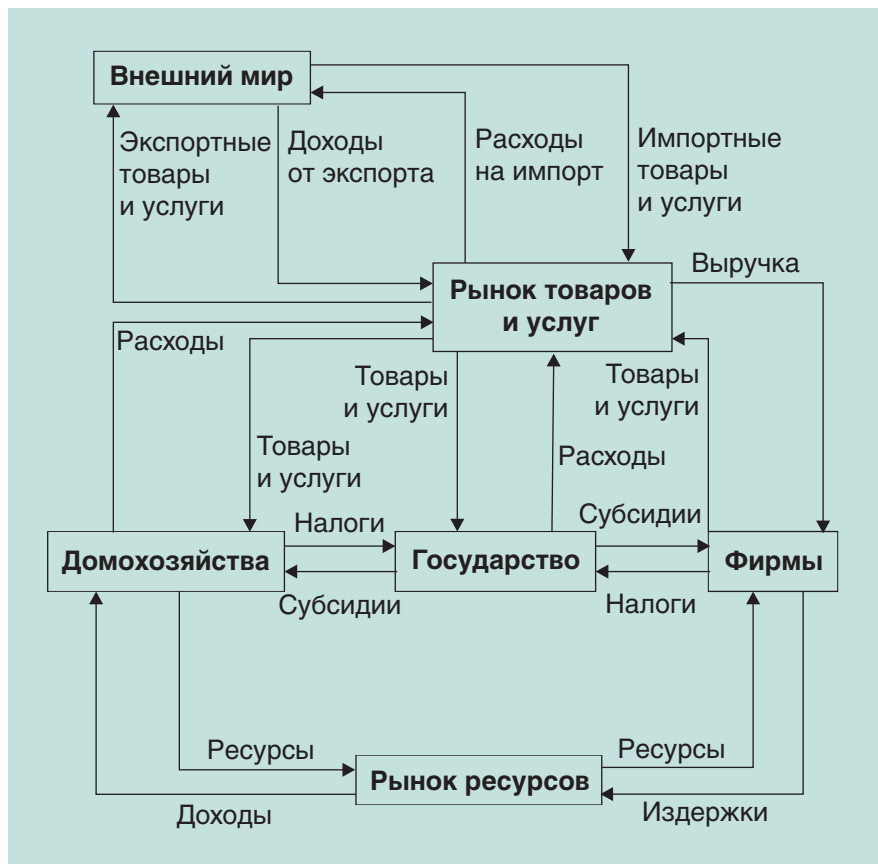 Внешний мир
Экспортные
товары
и услуги
Доходы
от экспорта
Расходы
на импорт
Импортные
товары
и услуги
Рынок товаров
и услуг
Выручка
Расходы
Товары
и услуги
Товары
и услуги
Товары
и услуги
Расходы
Налоги
Субсидии
Домохозяйства
Государство
Фирмы
Субсидии
Налоги
Ресурсы
Ресурсы
Рынок ресурсов
Доходы
Издержки